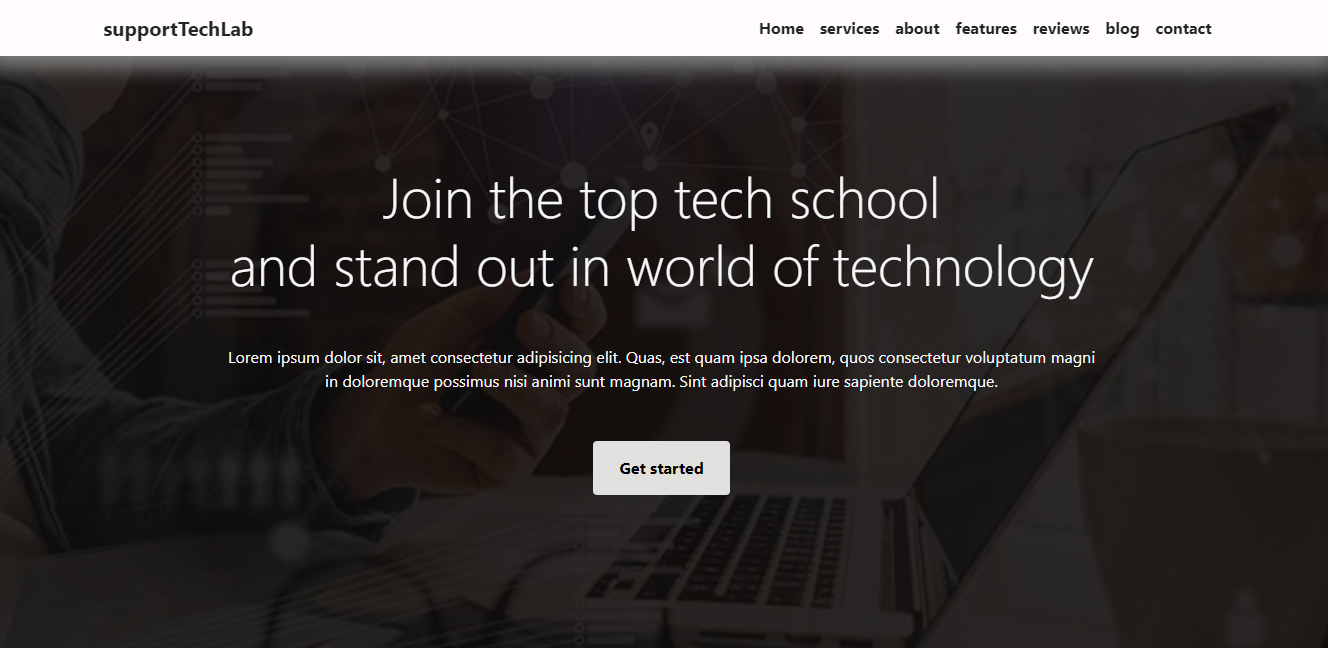 supportTechLab
Home services about features reviews blog contact
Join the top tech school
and stand out in world of technology
Lorem ipsum dolor sit, amet consectetur adipisicing elit. Quas, est quam ipsa dolorem, quos consectetur voluptatum magni
in doloremque possimus nisi animi sunt magnam. Sint adipisci quam iure sapiente doloremque.
Get started